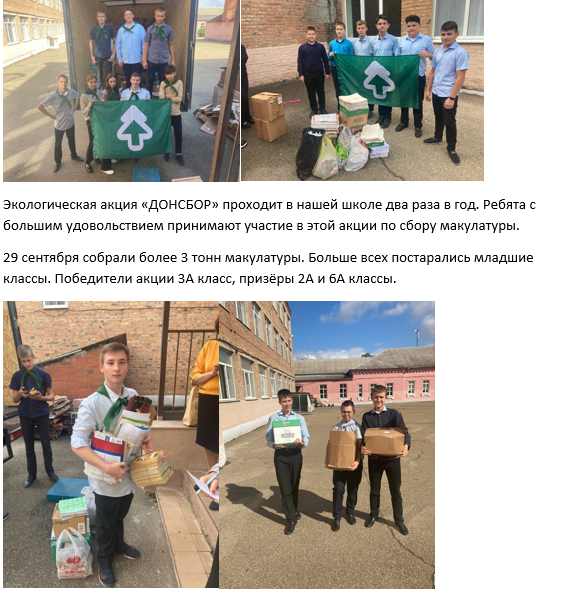 Экологическая акция «ДОНСБОР» проходит в нашей школе два раза в год. Ребята с
большим удовольствием принимают участие в этой акции по сбору макулатуры.
29 сентября собрали более 3 тонн макулатуры. Больше всех постарались младшие
классы. Победители акции 3А класс, призёры 2А и 6А классы.